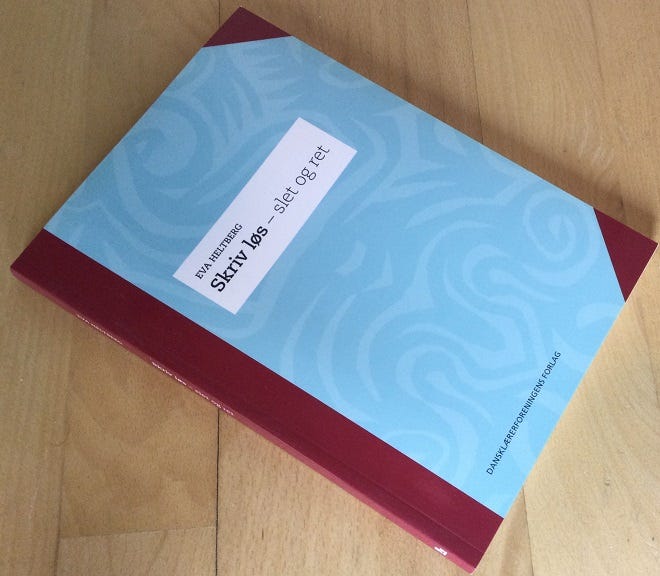 EVA HELTBERG
Skriv løs – slet og ret
DANSKLÆRERFORENINGENS FORLAG